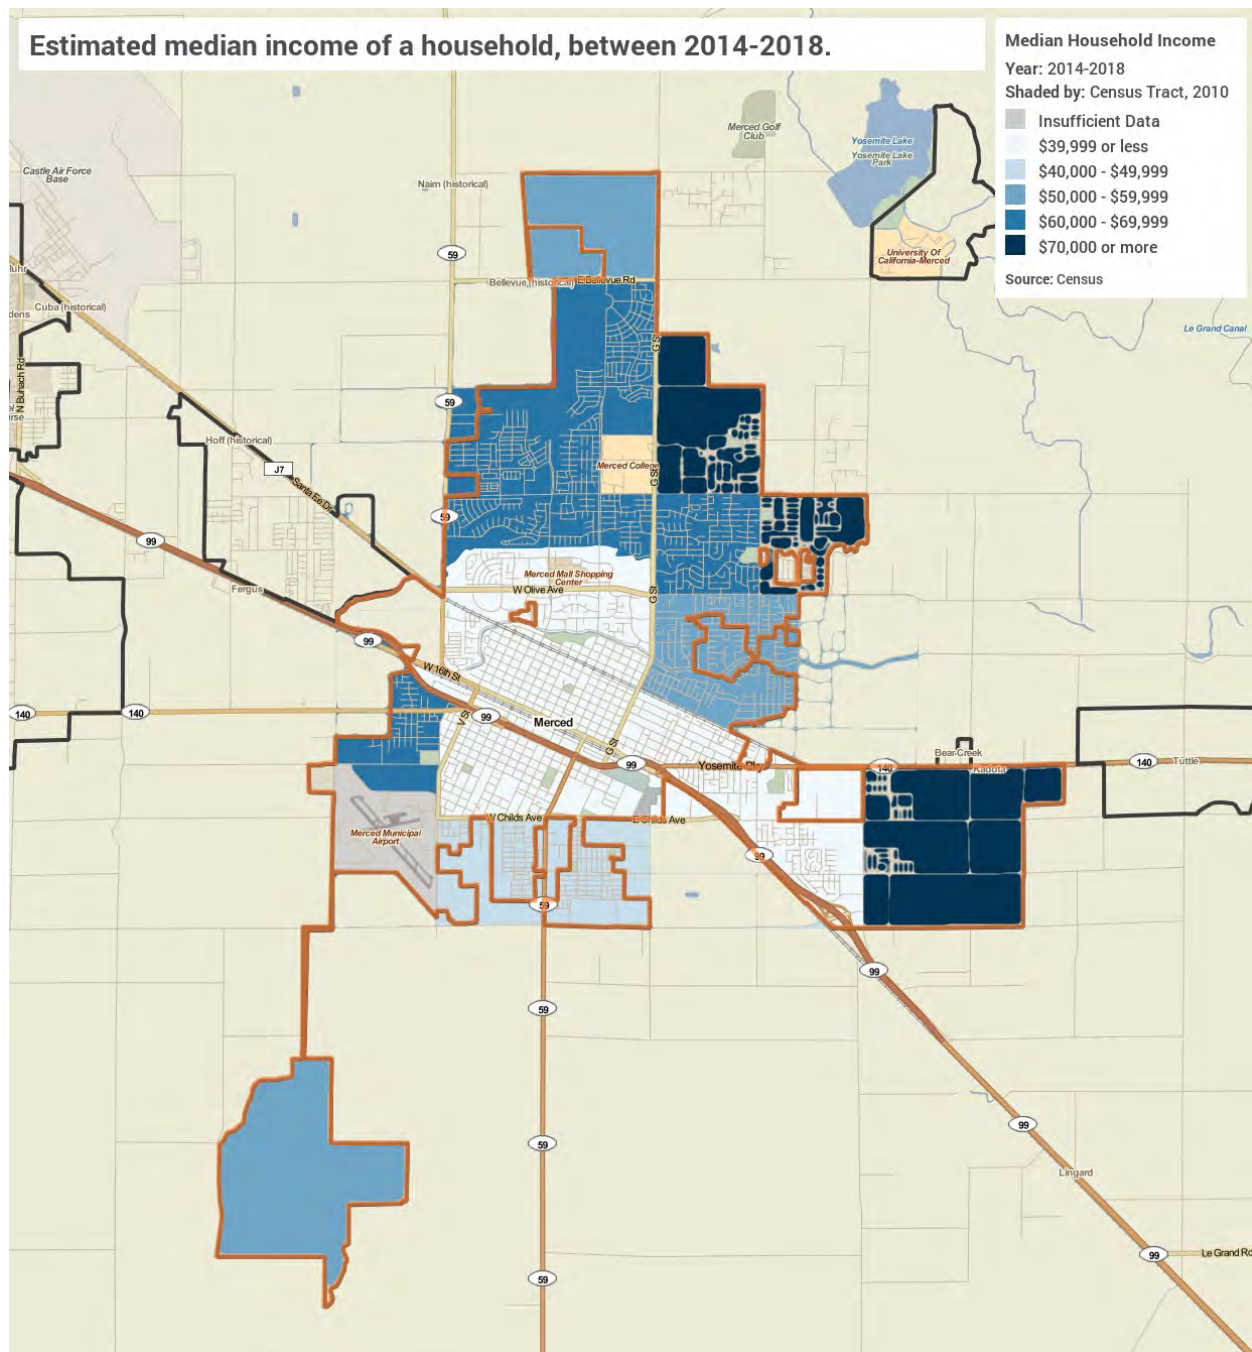 Estimated median income of a household, between 2014-2018.
Median Household Income
Year: 2014-2018
Shaded by: Census Tract, 2010
Insufficient Data
$39,999 or less
$40,000 - $49,999
$50,000 - $59,999
$60,000 - $69,999
$70,000 or more
Source: Census
Merced Golf
Club
Yosemite Lake
Yosemite Lake
Park
Castle Air Force
Base
Nairn (historical)
59
University Of
California-Merced
Bellevue (historical)
E Bellevue Rd
Cuba (historical)
dens
Le Grand Canal
G St
N Buhach Rd
59
Hoff (historical)
J7
Merced College
G St
Santa Fe Dr
59
99
Merced Mall Shopping
Center
Fergus
W Olive Ave
G St
99
W 16th St
140
140
V St
99
Merced
G St
99
Yosemite Pky
140
Bear Creek
Kadota
140
Tuttle
W Childs Ave
E Childs Ave
Merced Municipal
Airport
99
59
99
59
99
59
Lingard
99
Le Grand Rd
59